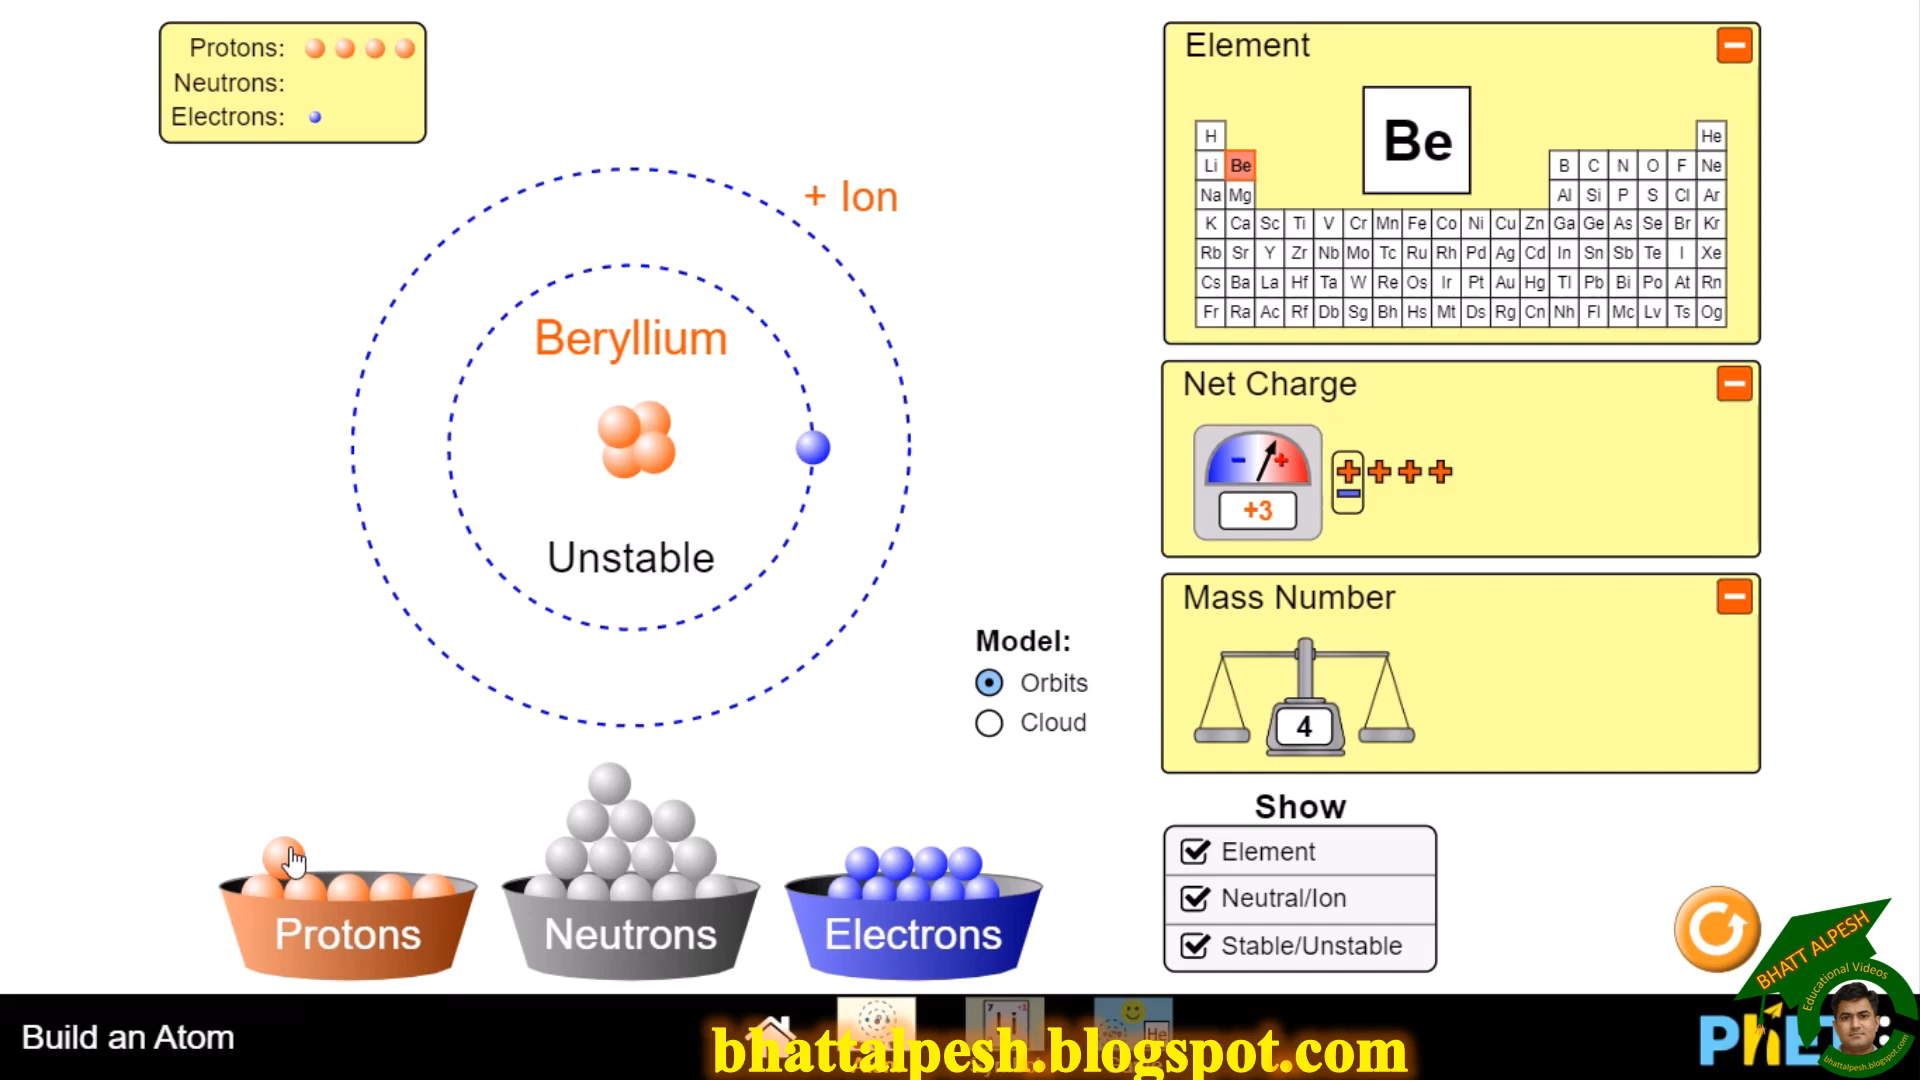 Protons:
Neutrons:
Electrons:
+ Ion
Beryllium
Unstable
Model:
Orbits
Cloud
Protons
Neutrons
Electrons
Element
Be
H He
Li Be B C N O F Ne
Na Mg Al Si P S Cl Ar
K Ca Sc Ti V Cr Mn Fe Co Ni Cu Zn Ga Ge As Se Br Kr
Rb Sr Y Zr Nb Mo Tc Ru Rh Pd Ag Cd In Sn Sb Te I Xe
Cs Ba La Hf Ta W Re Os Ir Pt Au Hg Tl Pb Bi Po At Rn
Fr Ra Ac Rf Db Sg Bh Hs Mt Ds Rg Cn Nh Fl Mc Lv Ts Og
Net Charge
- +
+3
Mass Number
4
Show
Element
Neutral/Ion
Stable/Unstable
BHATT ALPESH
Educational Videos
bhattalpesh.blogspot.com
Build an Atom
bhattalpesh.blogspot.com
PhET